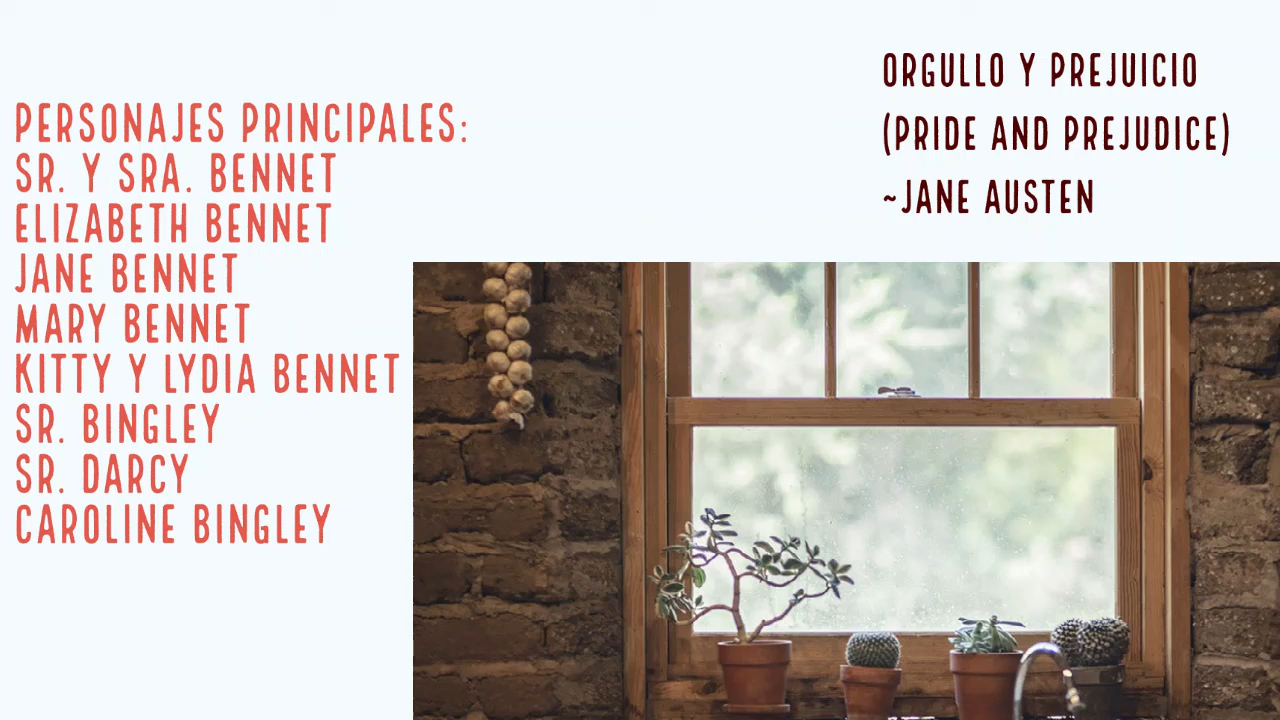 PERSONAJES PRINCIPALES:
SR. Y SRA. BENNET
ELIZABETH BENNET
JANE BENNET
MARY BENNET
KITTY Y LYDIA BENNET
SR. BINGLEY
SR. DARCY
CAROLINE BINGLEY
ORGULLO Y PREJUICIO
(PRIDE AND PREJUDICE)
~JANE AUSTEN